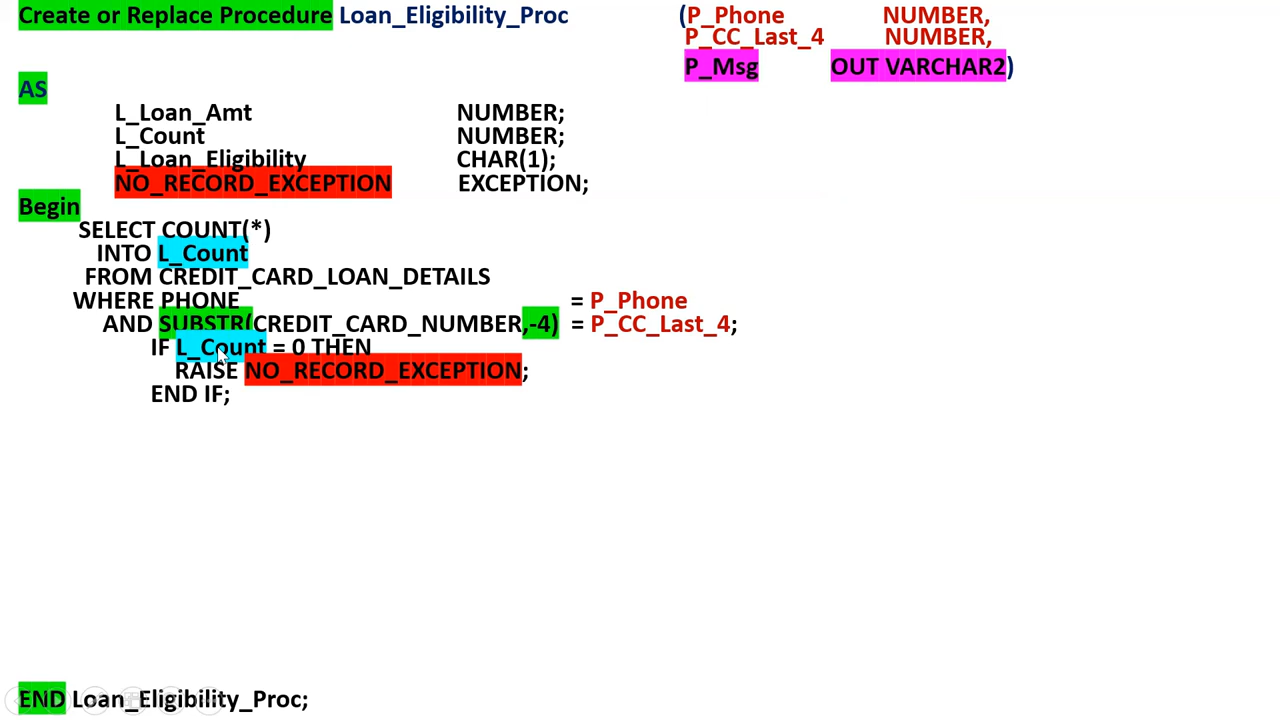 Create or Replace Procedure Loan_Eligibility_Proc (P_Phone NUMBER,
P_CC_Last_4 NUMBER,
P_Msg OUT VARCHAR2)
AS
L_Loan_Amt NUMBER;
L_Count NUMBER;
L_Loan_Eligibility CHAR(1);
NO_RECORD_EXCEPTION EXCEPTION;
Begin
SELECT COUNT(*)
INTO L_Count
FROM CREDIT_CARD_LOAN_DETAILS
WHERE PHONE = P_Phone
AND SUBSTR(CREDIT_CARD_NUMBER,-4) = P_CC_Last_4;
IF L_Count = 0 THEN
RAISE NO_RECORD_EXCEPTION;
END IF;
END Loan_Eligibility_Proc;